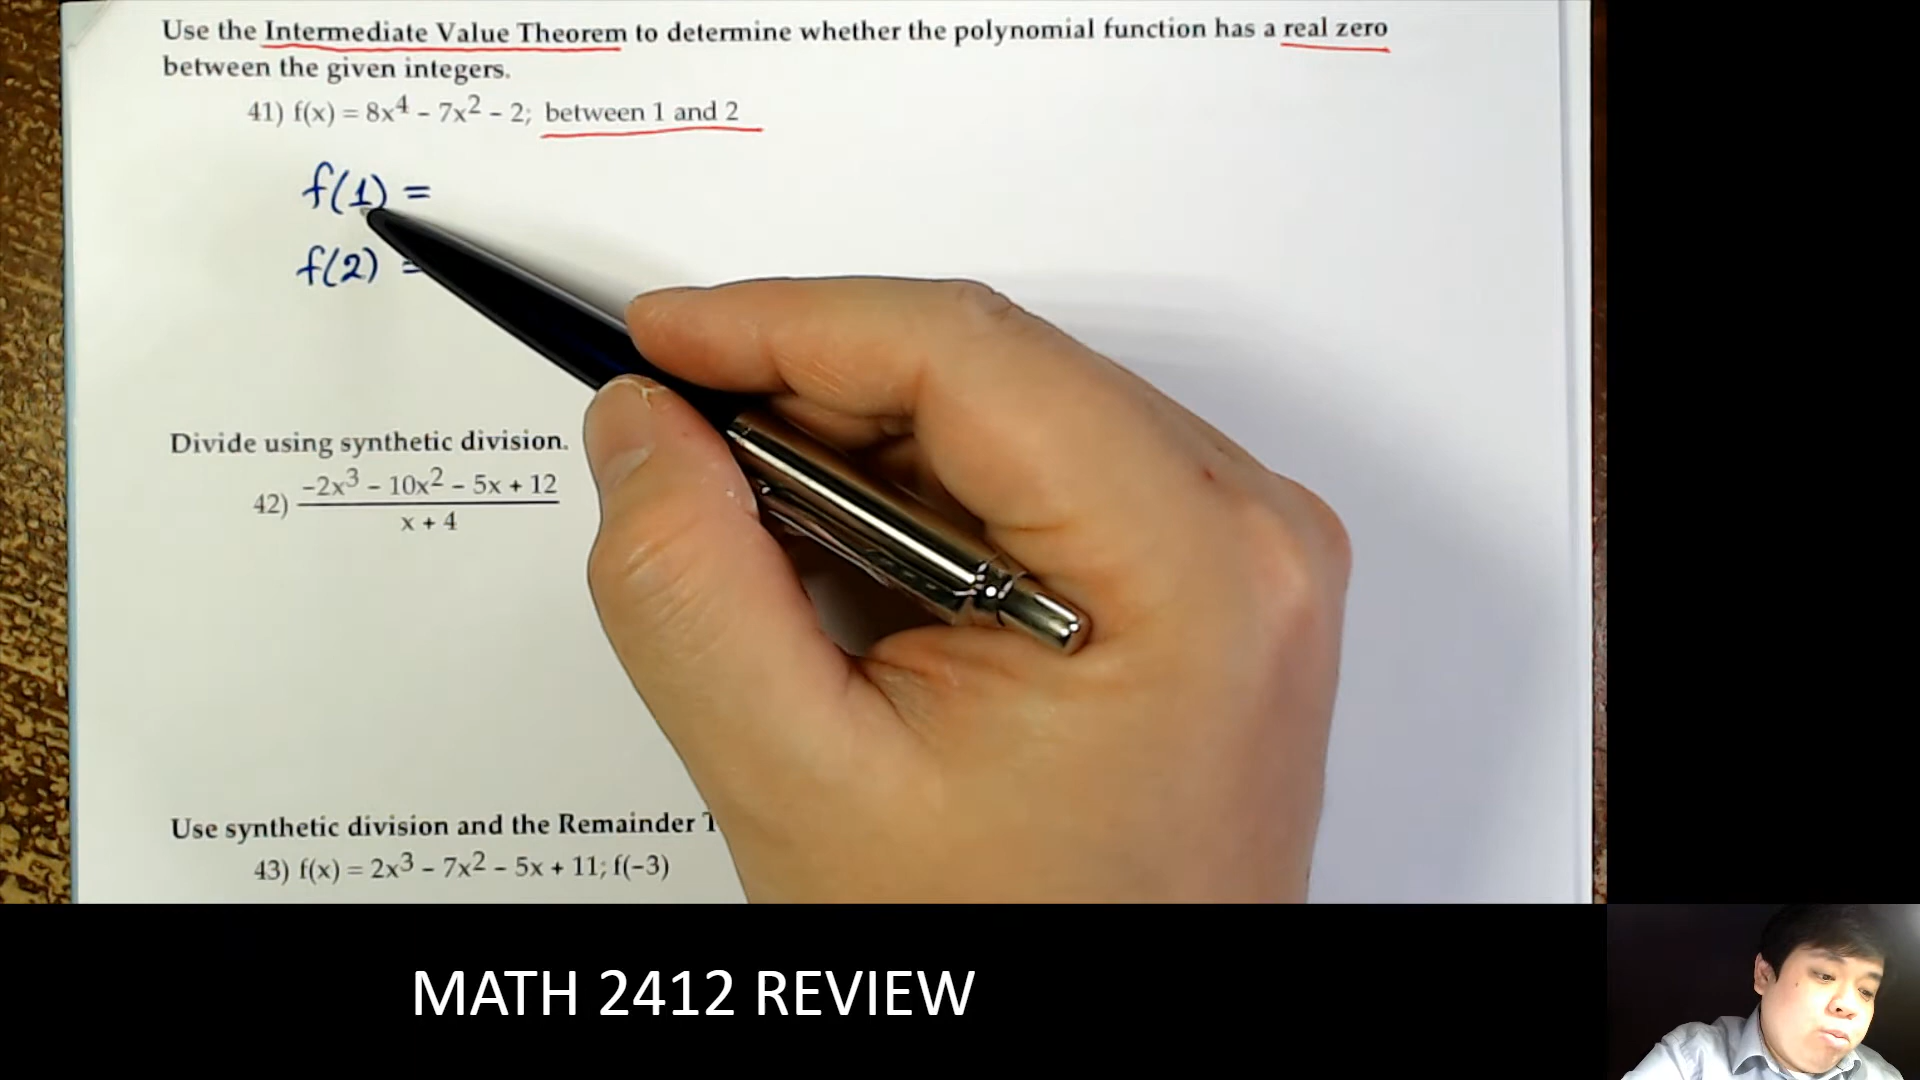 Use the Intermediate Value Theorem to determine whether the polynomial function has a real zero
between the given integers.
41) f(x) = 8x⁴ – 7x² – 2; between 1 and 2
f(1) =
f(2) =
Divide using synthetic division.
42) –2x³ – 10x² – 5x + 12
x + 4
Use synthetic division and the Remainder
43) f(x) = 2x³ – 7x² – 5x + 11; f(–3)
MATH 2412 REVIEW